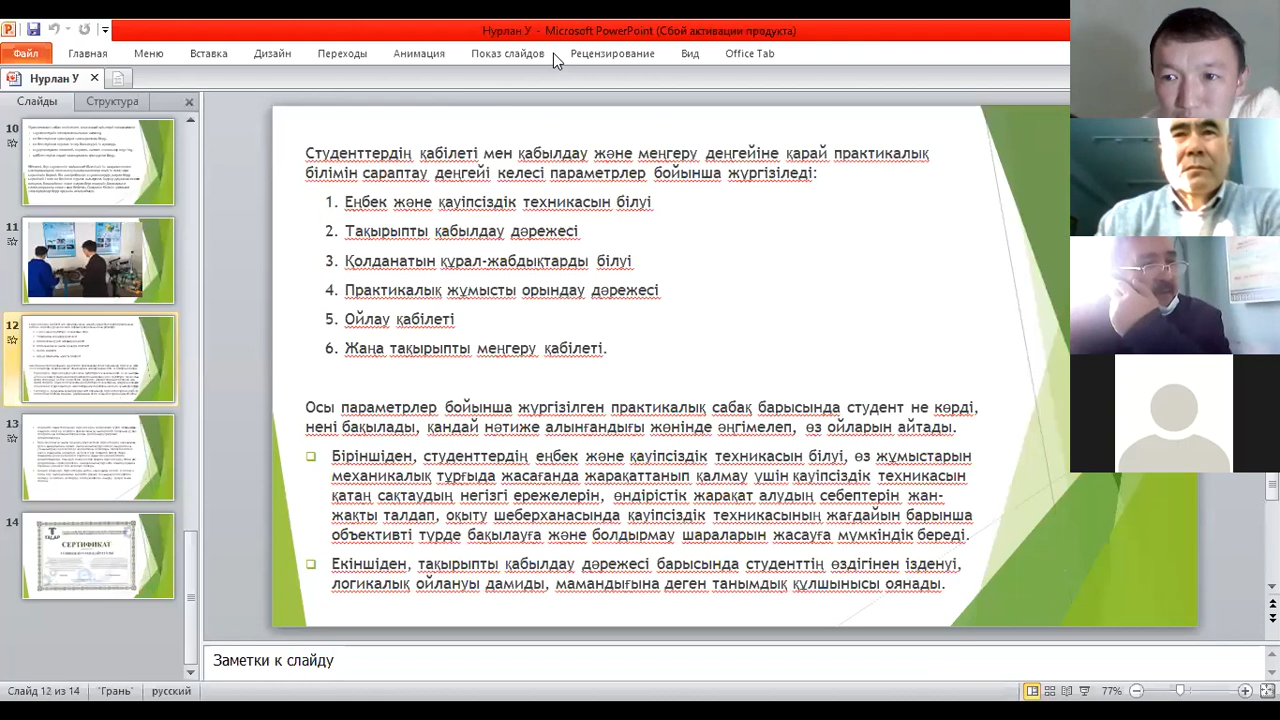 Нурлан У - Microsoft PowerPoint (Сбой активации продукта)
Файл Главная Меню Вставка Дизайн Переходы Анимация Показ слайдов Рецензирование Вид Office Tab
Нурлан У
Слайды Структура
10
11
12
13
14
TALAP
СЕРТИФИКАТ
Студенттердің қабілеті мен қабылдау және меңгеру деңгейіне қарай практикалық
білімін сараптау деңгейі келесі параметрлер бойынша жүргізіледі:
1. Еңбек және қауіпсіздік техникасын білуі
2. Тақырыпты қабылдау дәрежесі
3. Қолданатын құрал-жабдықтарды білуі
4. Практикалық жұмысты орындау дәрежесі
5. Ойлау қабілеті
6. Жаңа тақырыпты меңгеру қабілеті.
Осы параметрлер бойынша жүргізілген практикалық сабақ барысында студент не көрді,
нені бақылады, қандай нәтиже алынғандығы жөнінде әңгімелеп, өз ойларын айтады.
Біріншіден, студенттердің еңбек және қауіпсіздік техникасын білуі, өз жұмыстарын
механикалық тұрғыда жасағанда жарақаттанып қалмау үшін қауіпсіздік техникасын
қатаң сақтаудың негізгі ережелерін, өндірістік жарақат алудың себептерін жан-
жақты талдап, оқыту шеберханасында қауіпсіздік техникасының жағдайын барынша
объективті түрде бақылауға және болдырмау шараларын жасауға мүмкіндік береді.
Екіншіден, тақырыпты қабылдау дәрежесі барысында студенттің өздігінен ізденуі,
логикалық ойлануы дамиды, мамандығына деген танымдық құлшынысы оянады.
Заметки к слайду
Слайд 12 из 14 "Грань" русский 77%